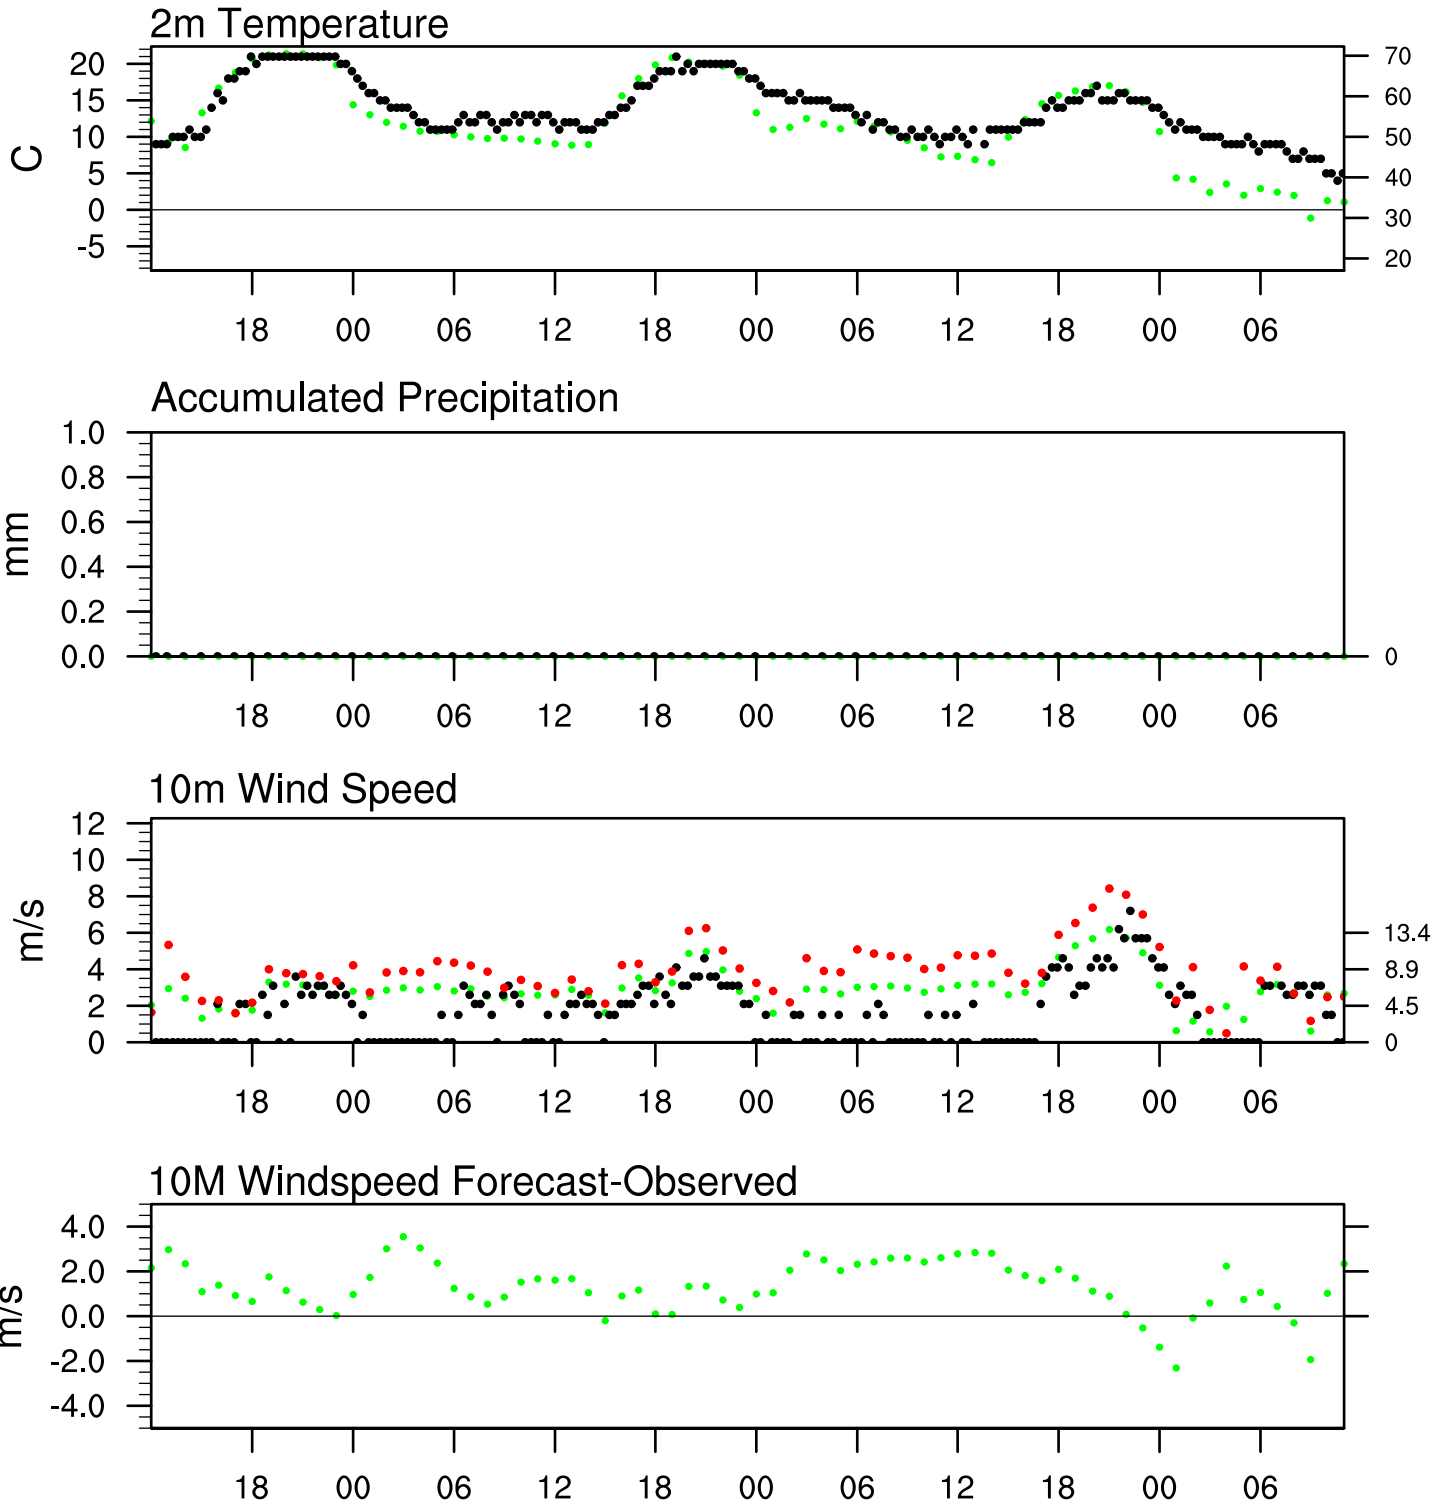 2m Temperature
20
15
10
5
0
-5
C
70
60
50
40
30
20
18 00 06 12 18 00 06 12 18 00 06
Accumulated Precipitation
1.0
0.8
0.6
0.4
0.2
0.0
mm
0
18 00 06 12 18 00 06 12 18 00 06
10m Wind Speed
12
10
8
6
4
2
0
m/s
13.4
8.9
4.5
0
18 00 06 12 18 00 06 12 18 00 06
10M Windspeed Forecast-Observed
4.0
2.0
0.0
-2.0
-4.0
m/s
18 00 06 12 18 00 06 12 18 00 06